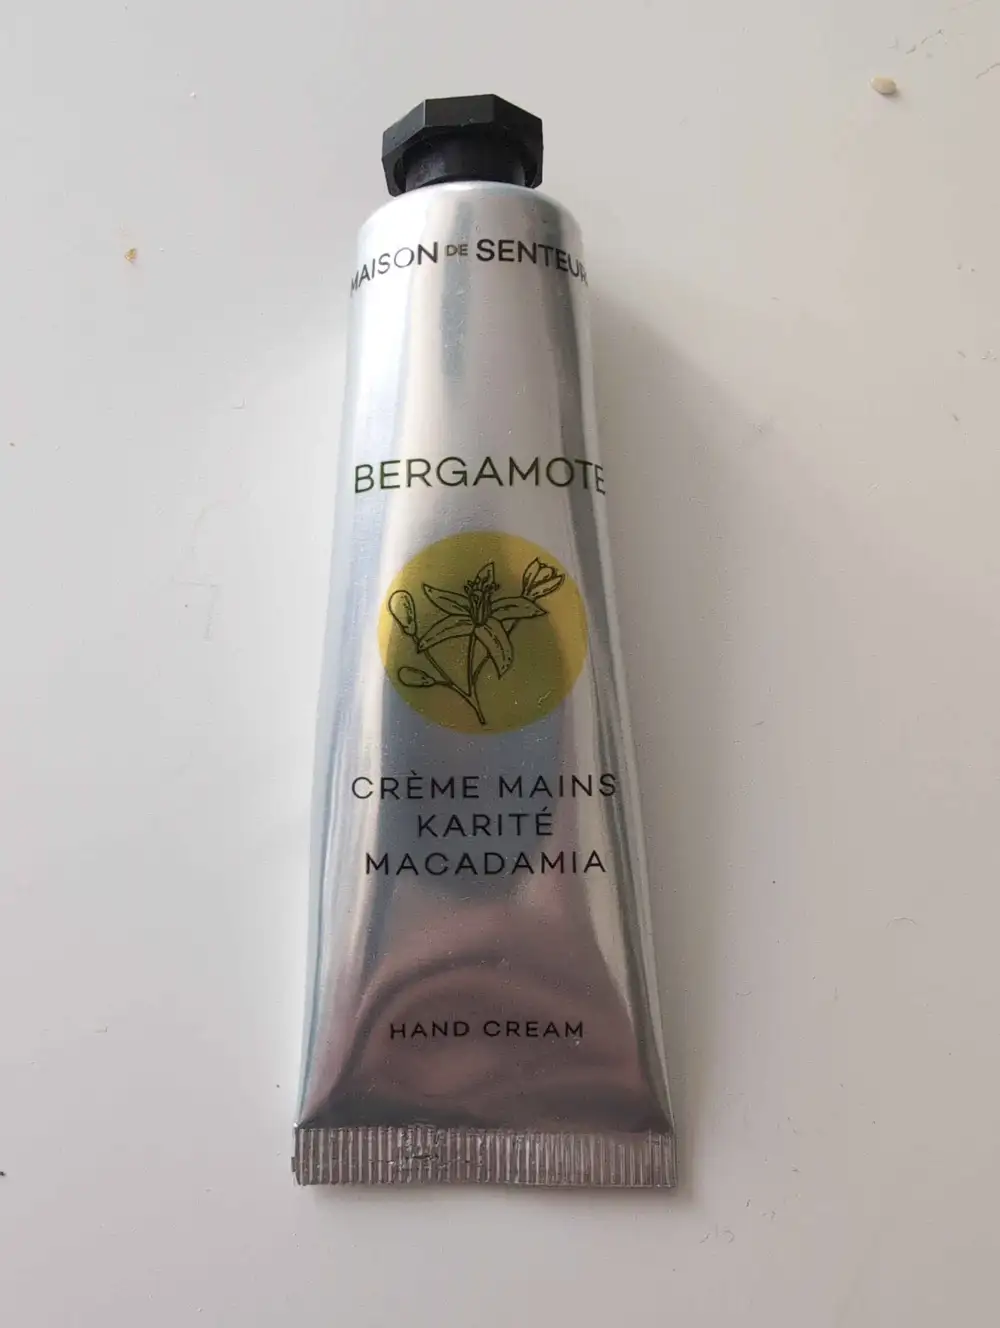 MAISON DE SENTEUR
BERGAMOTE
CRÈME MAINS
KARITÉ
MACADAMIA
HAND CREAM